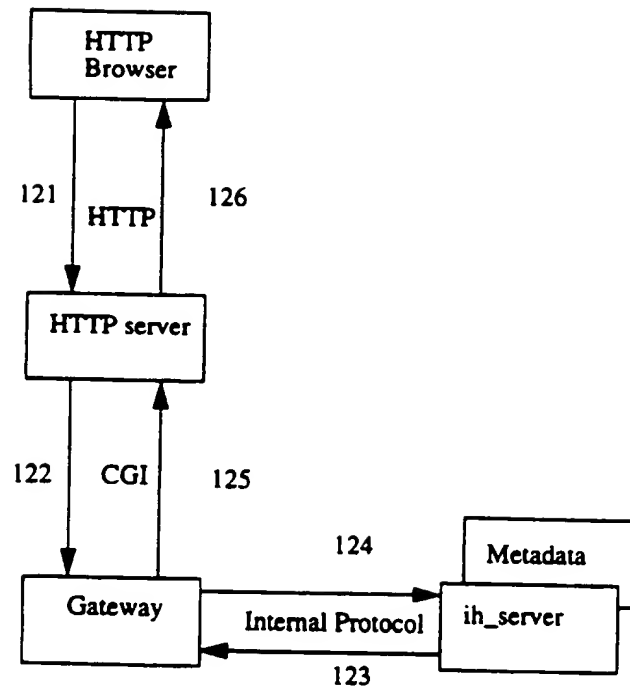 HTTP
Browser
121
HTTP
126
HTTP server
122
CGI
125
124
Metadata
Gateway
Internal Protocol
ih_server
123